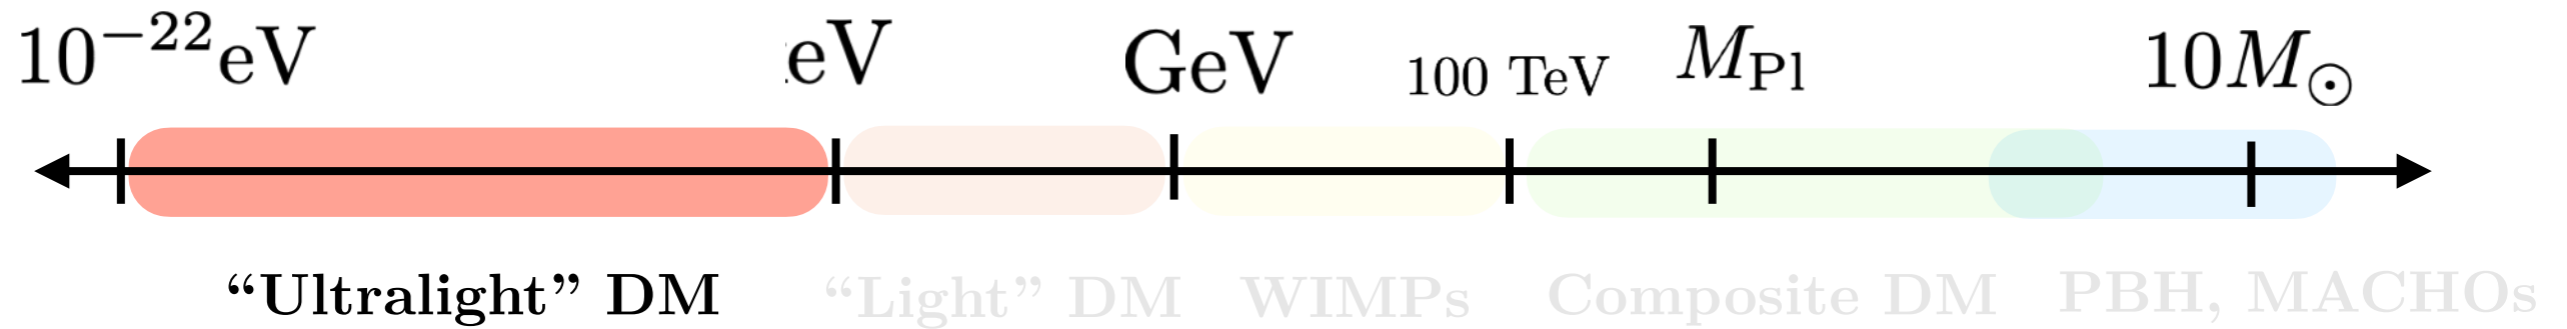 10⁻²²eV eV GeV 100 TeV M_Pl 10M_⊙
“Ultralight” DM “Light” DM WIMPs Composite DM PBH, MACHOs